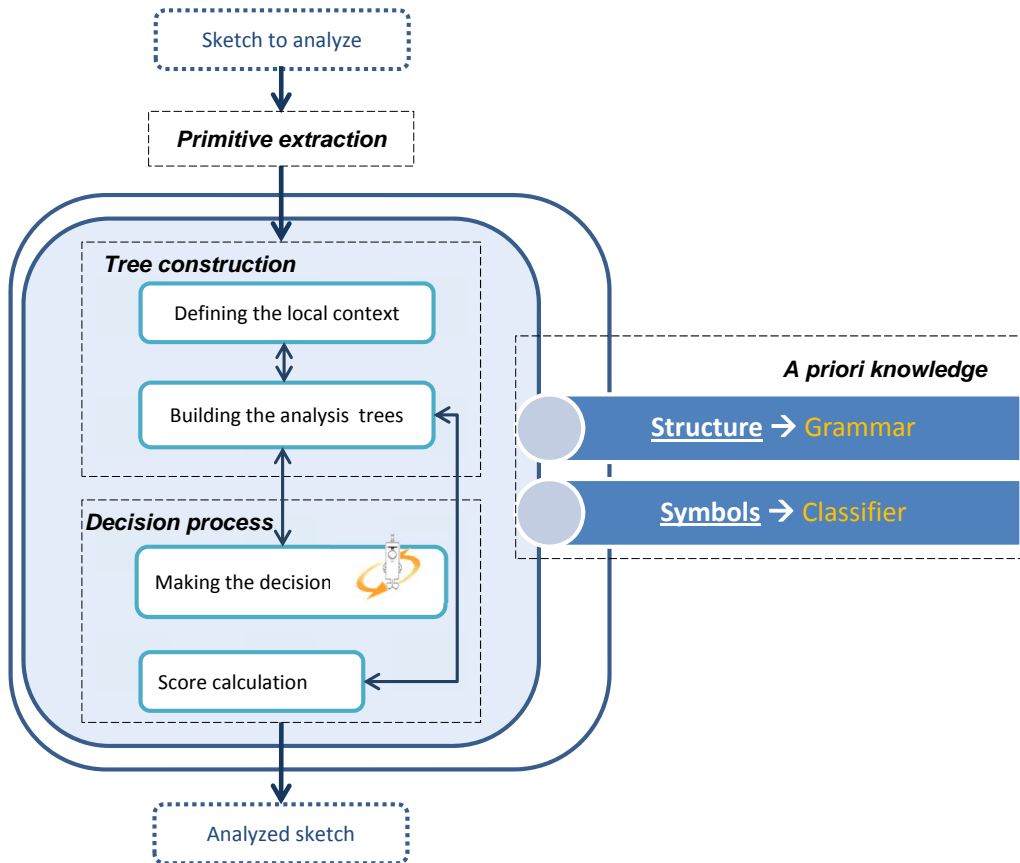 Sketch to analyze
Primitive extraction
Tree construction
Defining the local context
Building the analysis trees
A priori knowledge
Structure → Grammar
Symbols → Classifier
Decision process
Making the decision
Score calculation
Analyzed sketch